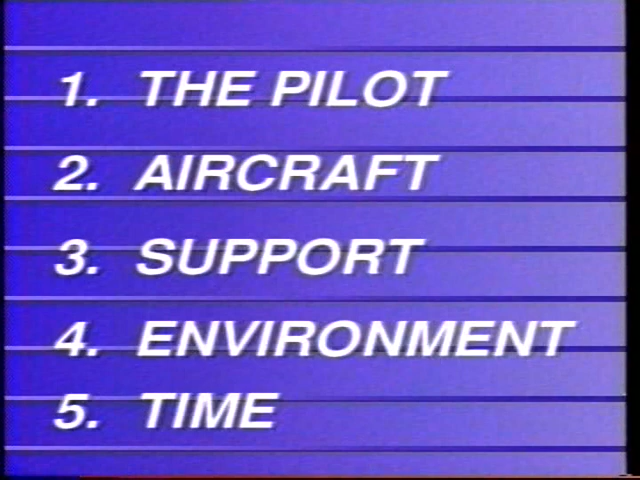 1. THE PILOT
2. AIRCRAFT
3. SUPPORT
4. ENVIRONMENT
5. TIME